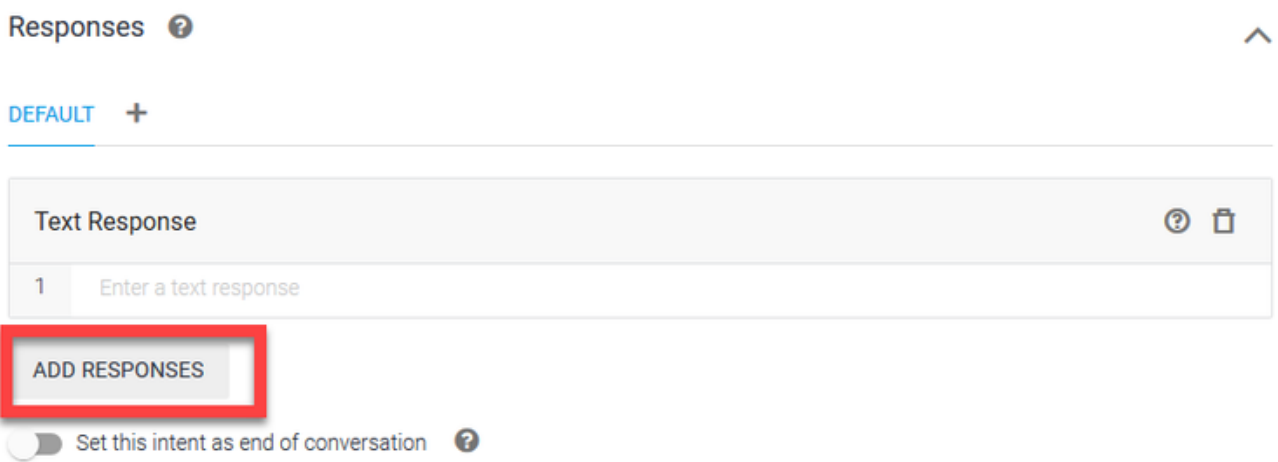 Responses
DEFAULT +
Text Response
1 Enter a text response
ADD RESPONSES
Set this intent as end of conversation